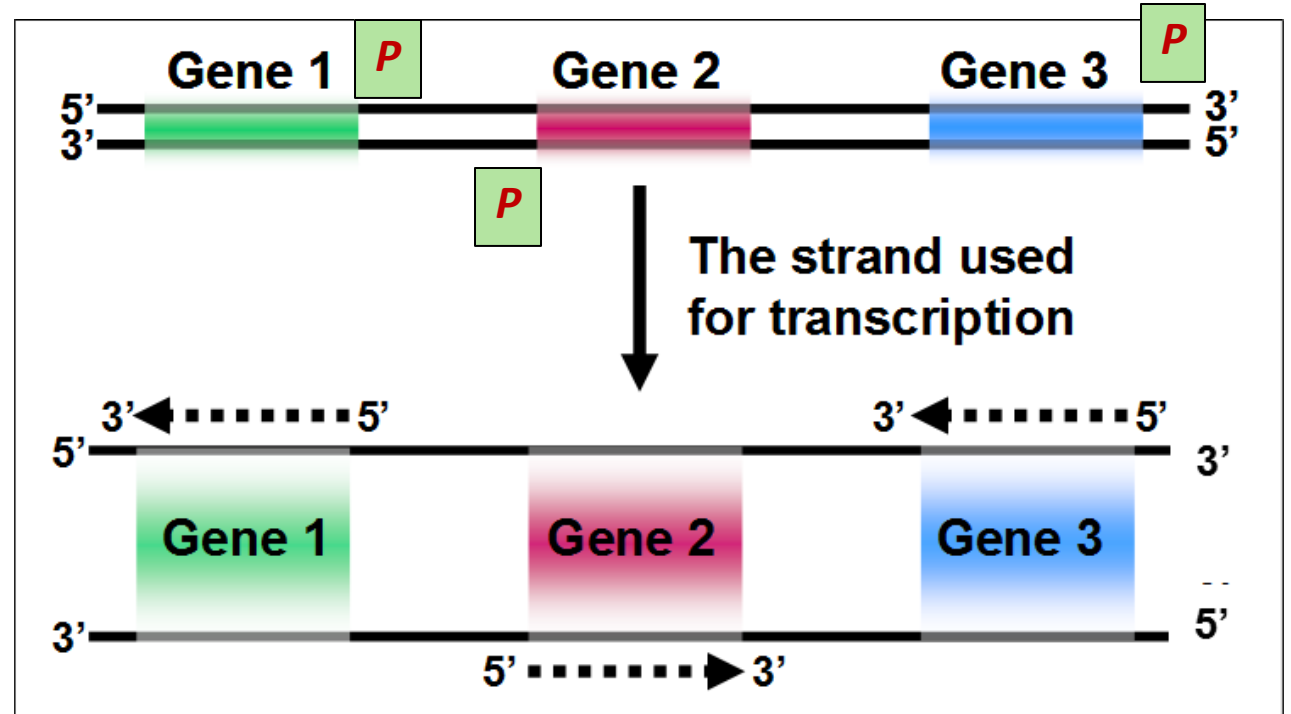 P
P
Gene 1
Gene 2
Gene 3
5’
3’
3’
5’
P
The strand used
for transcription
3’
5’
3’
5’
5’
3’
Gene 1
Gene 2
Gene 3
3’
5’
5’
3’